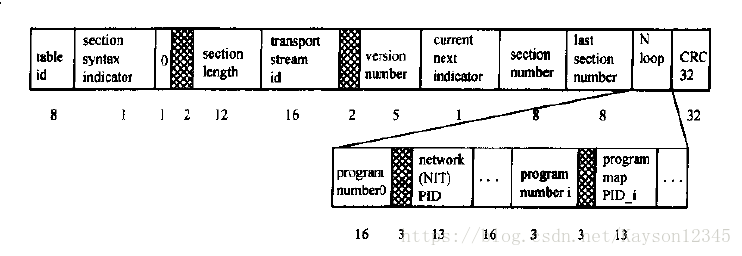 table
id
section
syntax
indicator
0
section
length
transport
stream
id
version
number
current
next
indicator
section
number
last
section
number
N
loop
CRC
32
8 1 1 2 12 16 2 5 1 8 8 32
program
number0
network
(NIT)
PID
...
program
number i
program
map
PID_i
...
16 3 13 16 3 3 13
https://blog.csdn.net/Rayson12345